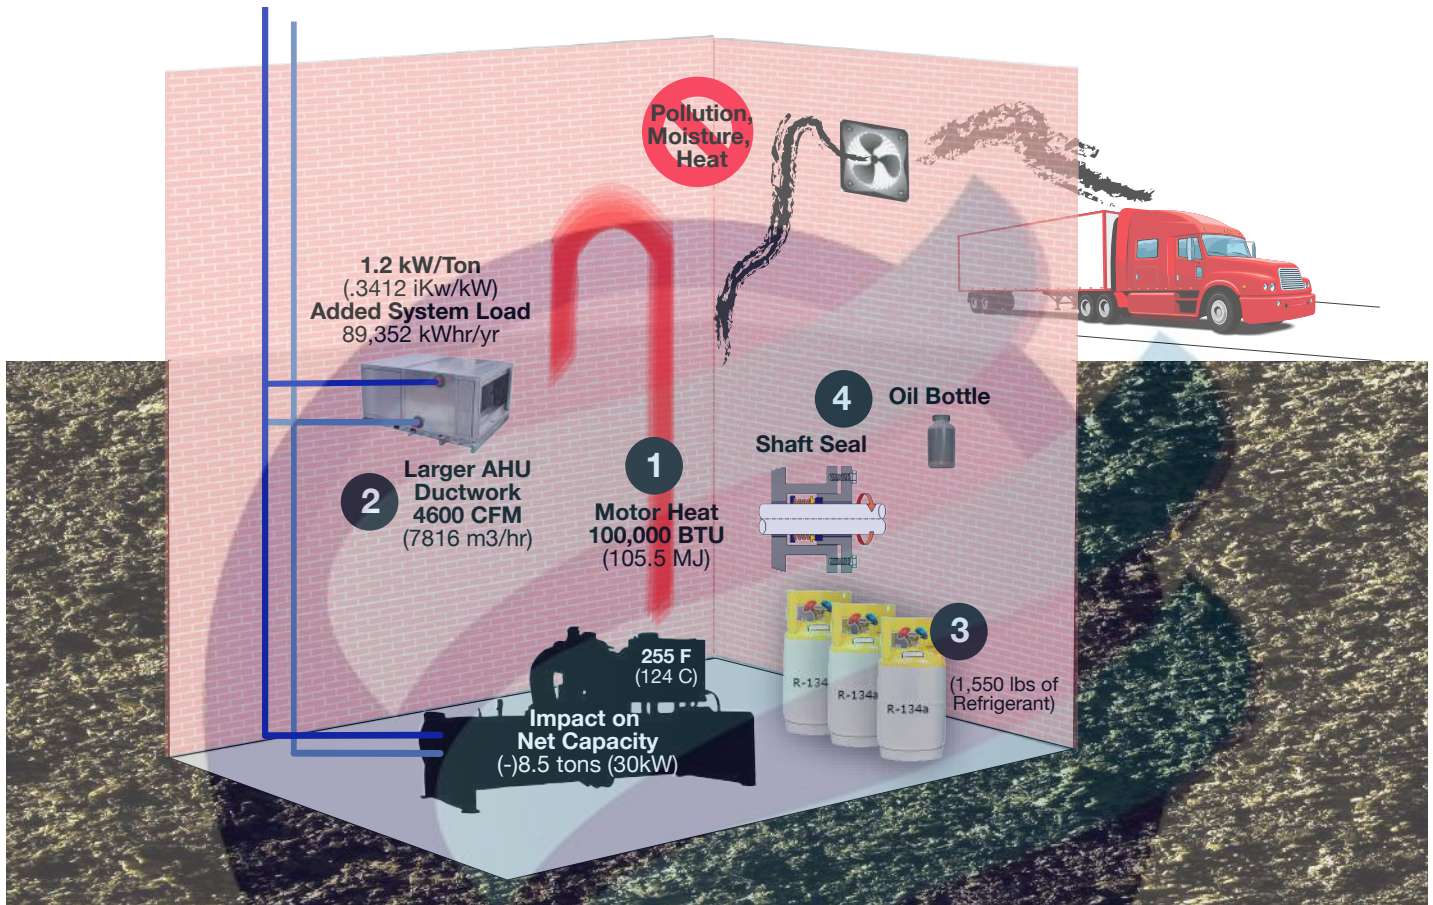 Pollution,
Moisture,
Heat
1.2 kW/Ton
(.3412 iKw/kW)
Added System Load
89,352 kWhr/yr
4
Oil Bottle
Shaft Seal
2
Larger AHU
Ductwork
4600 CFM
(7816 m3/hr)
1
Motor Heat
100,000 BTU
(105.5 MJ)
3
(1,550 lbs of
Refrigerant)
R-134
R-134a
R-134a
255 F
(124 C)
Impact on
Net Capacity
(-)8.5 tons (30kW)